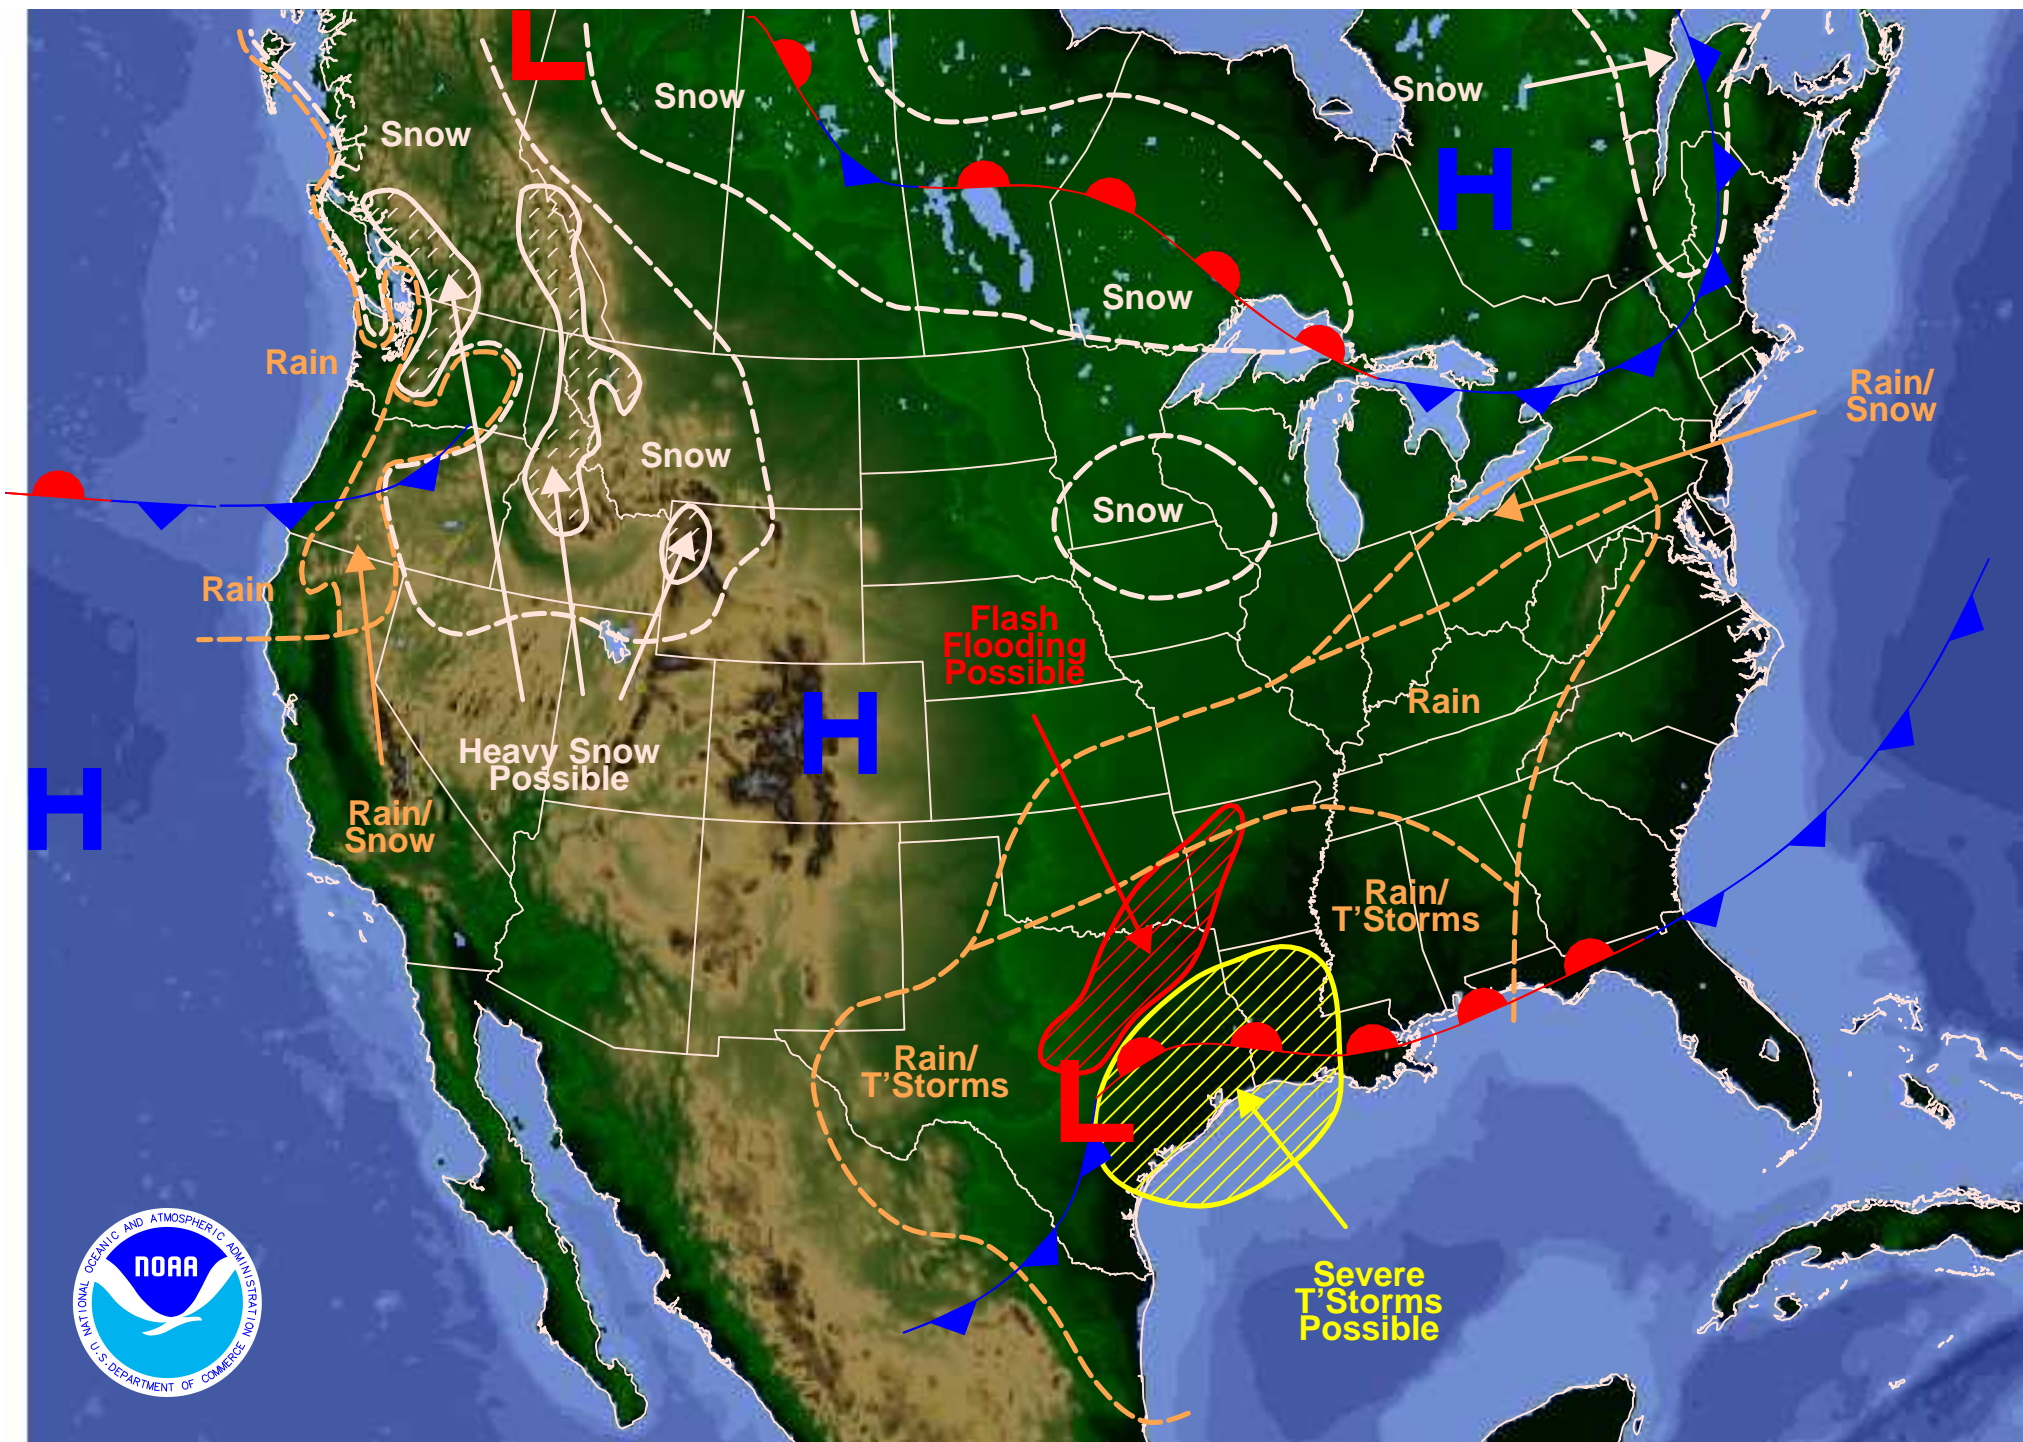 L
Snow
Snow
Snow
H
Rain
Snow
Rain/
Snow
Snow
Snow
Rain
Flash
Flooding
Possible
H
Rain
Heavy Snow
Possible
H
Rain/
Snow
Rain/
T'Storms
Rain/
T'Storms
L
Severe
T'Storms
Possible
NATIONAL OCEANIC AND ATMOSPHERIC ADMINISTRATION
NOAA
U.S. DEPARTMENT OF COMMERCE